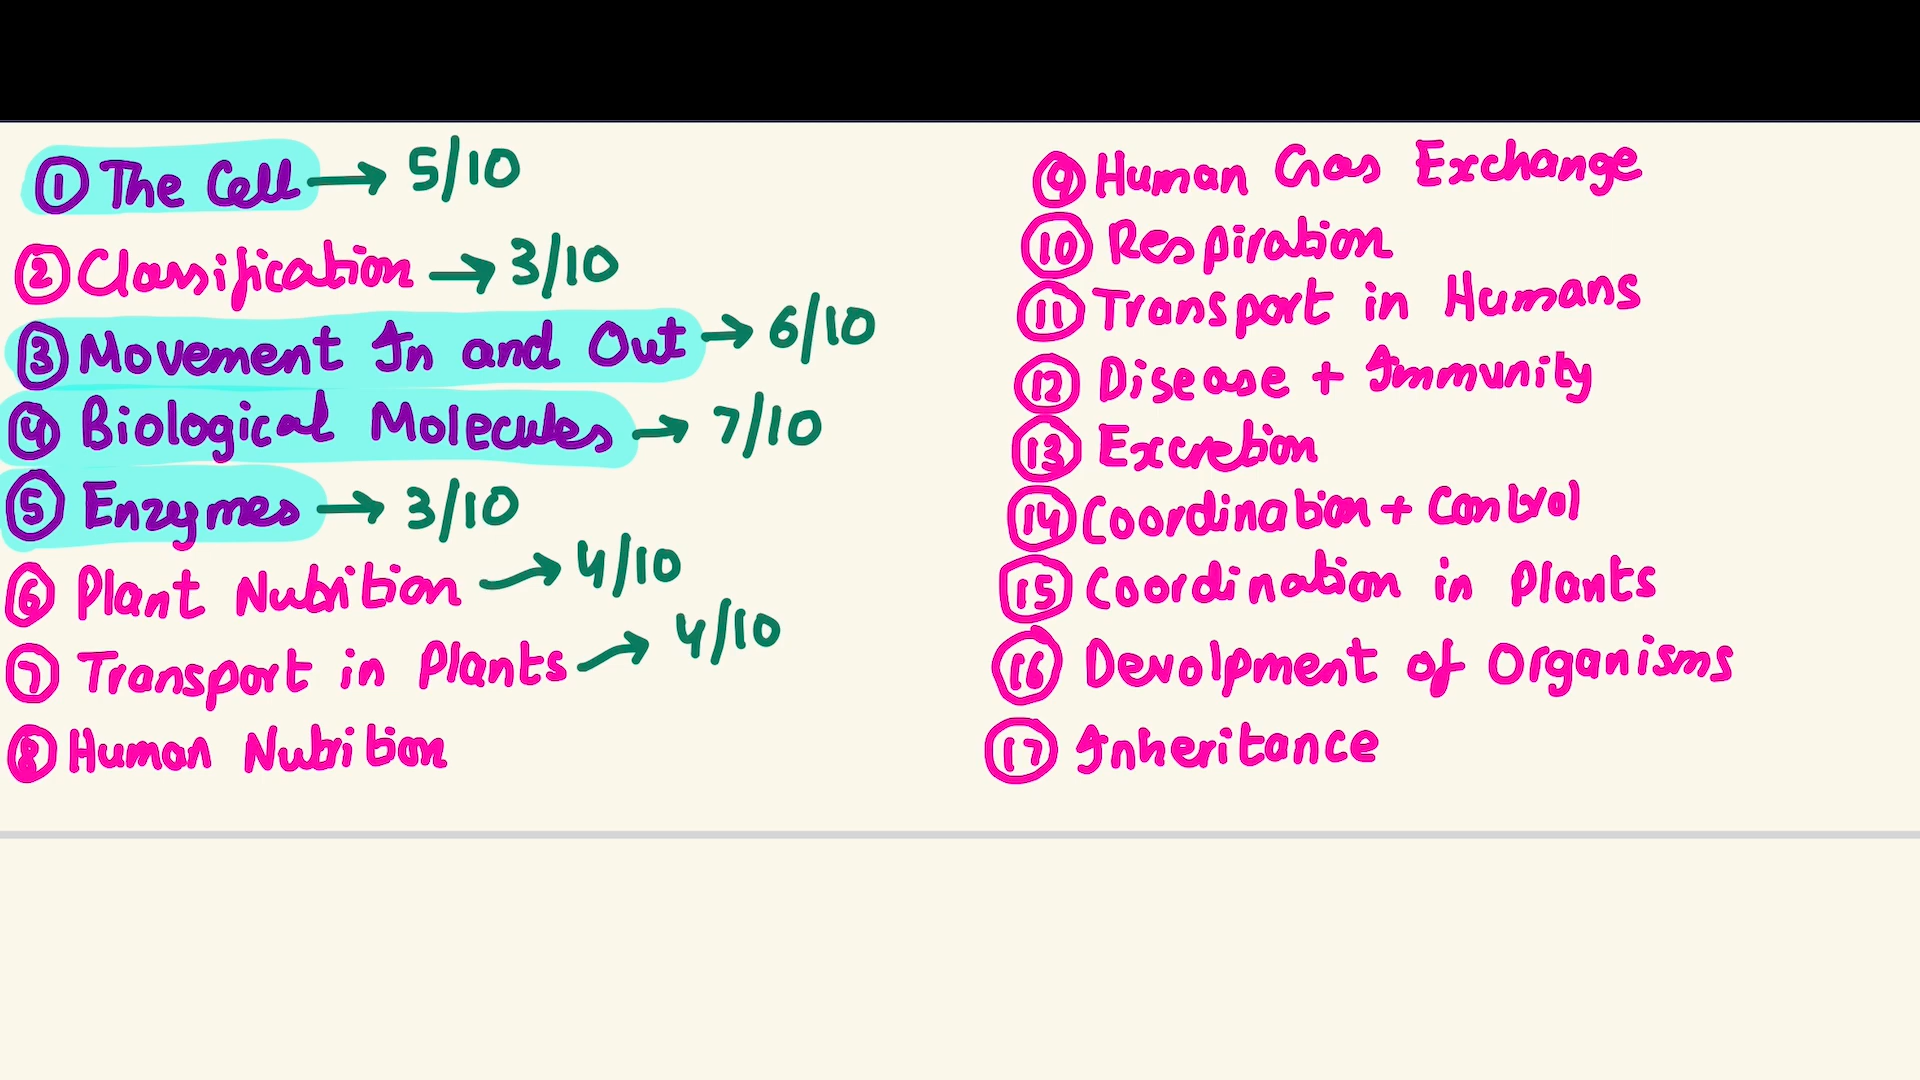 ① The Cell → 5/10
② Classification → 3/10
③ Movement In and Out → 6/10
④ Biological Molecules → 7/10
⑤ Enzymes → 3/10
⑥ Plant Nutrition → 4/10
⑦ Transport in Plants → 4/10
⑧ Human Nutrition
⑨ Human Gas Exchange
⑩ Respiration
⑪ Transport in Humans
⑫ Disease + Immunity
⑬ Excretion
⑭ Coordination + Control
⑮ Coordination in Plants
⑯ Devolpment of Organisms
⑰ Inheritance